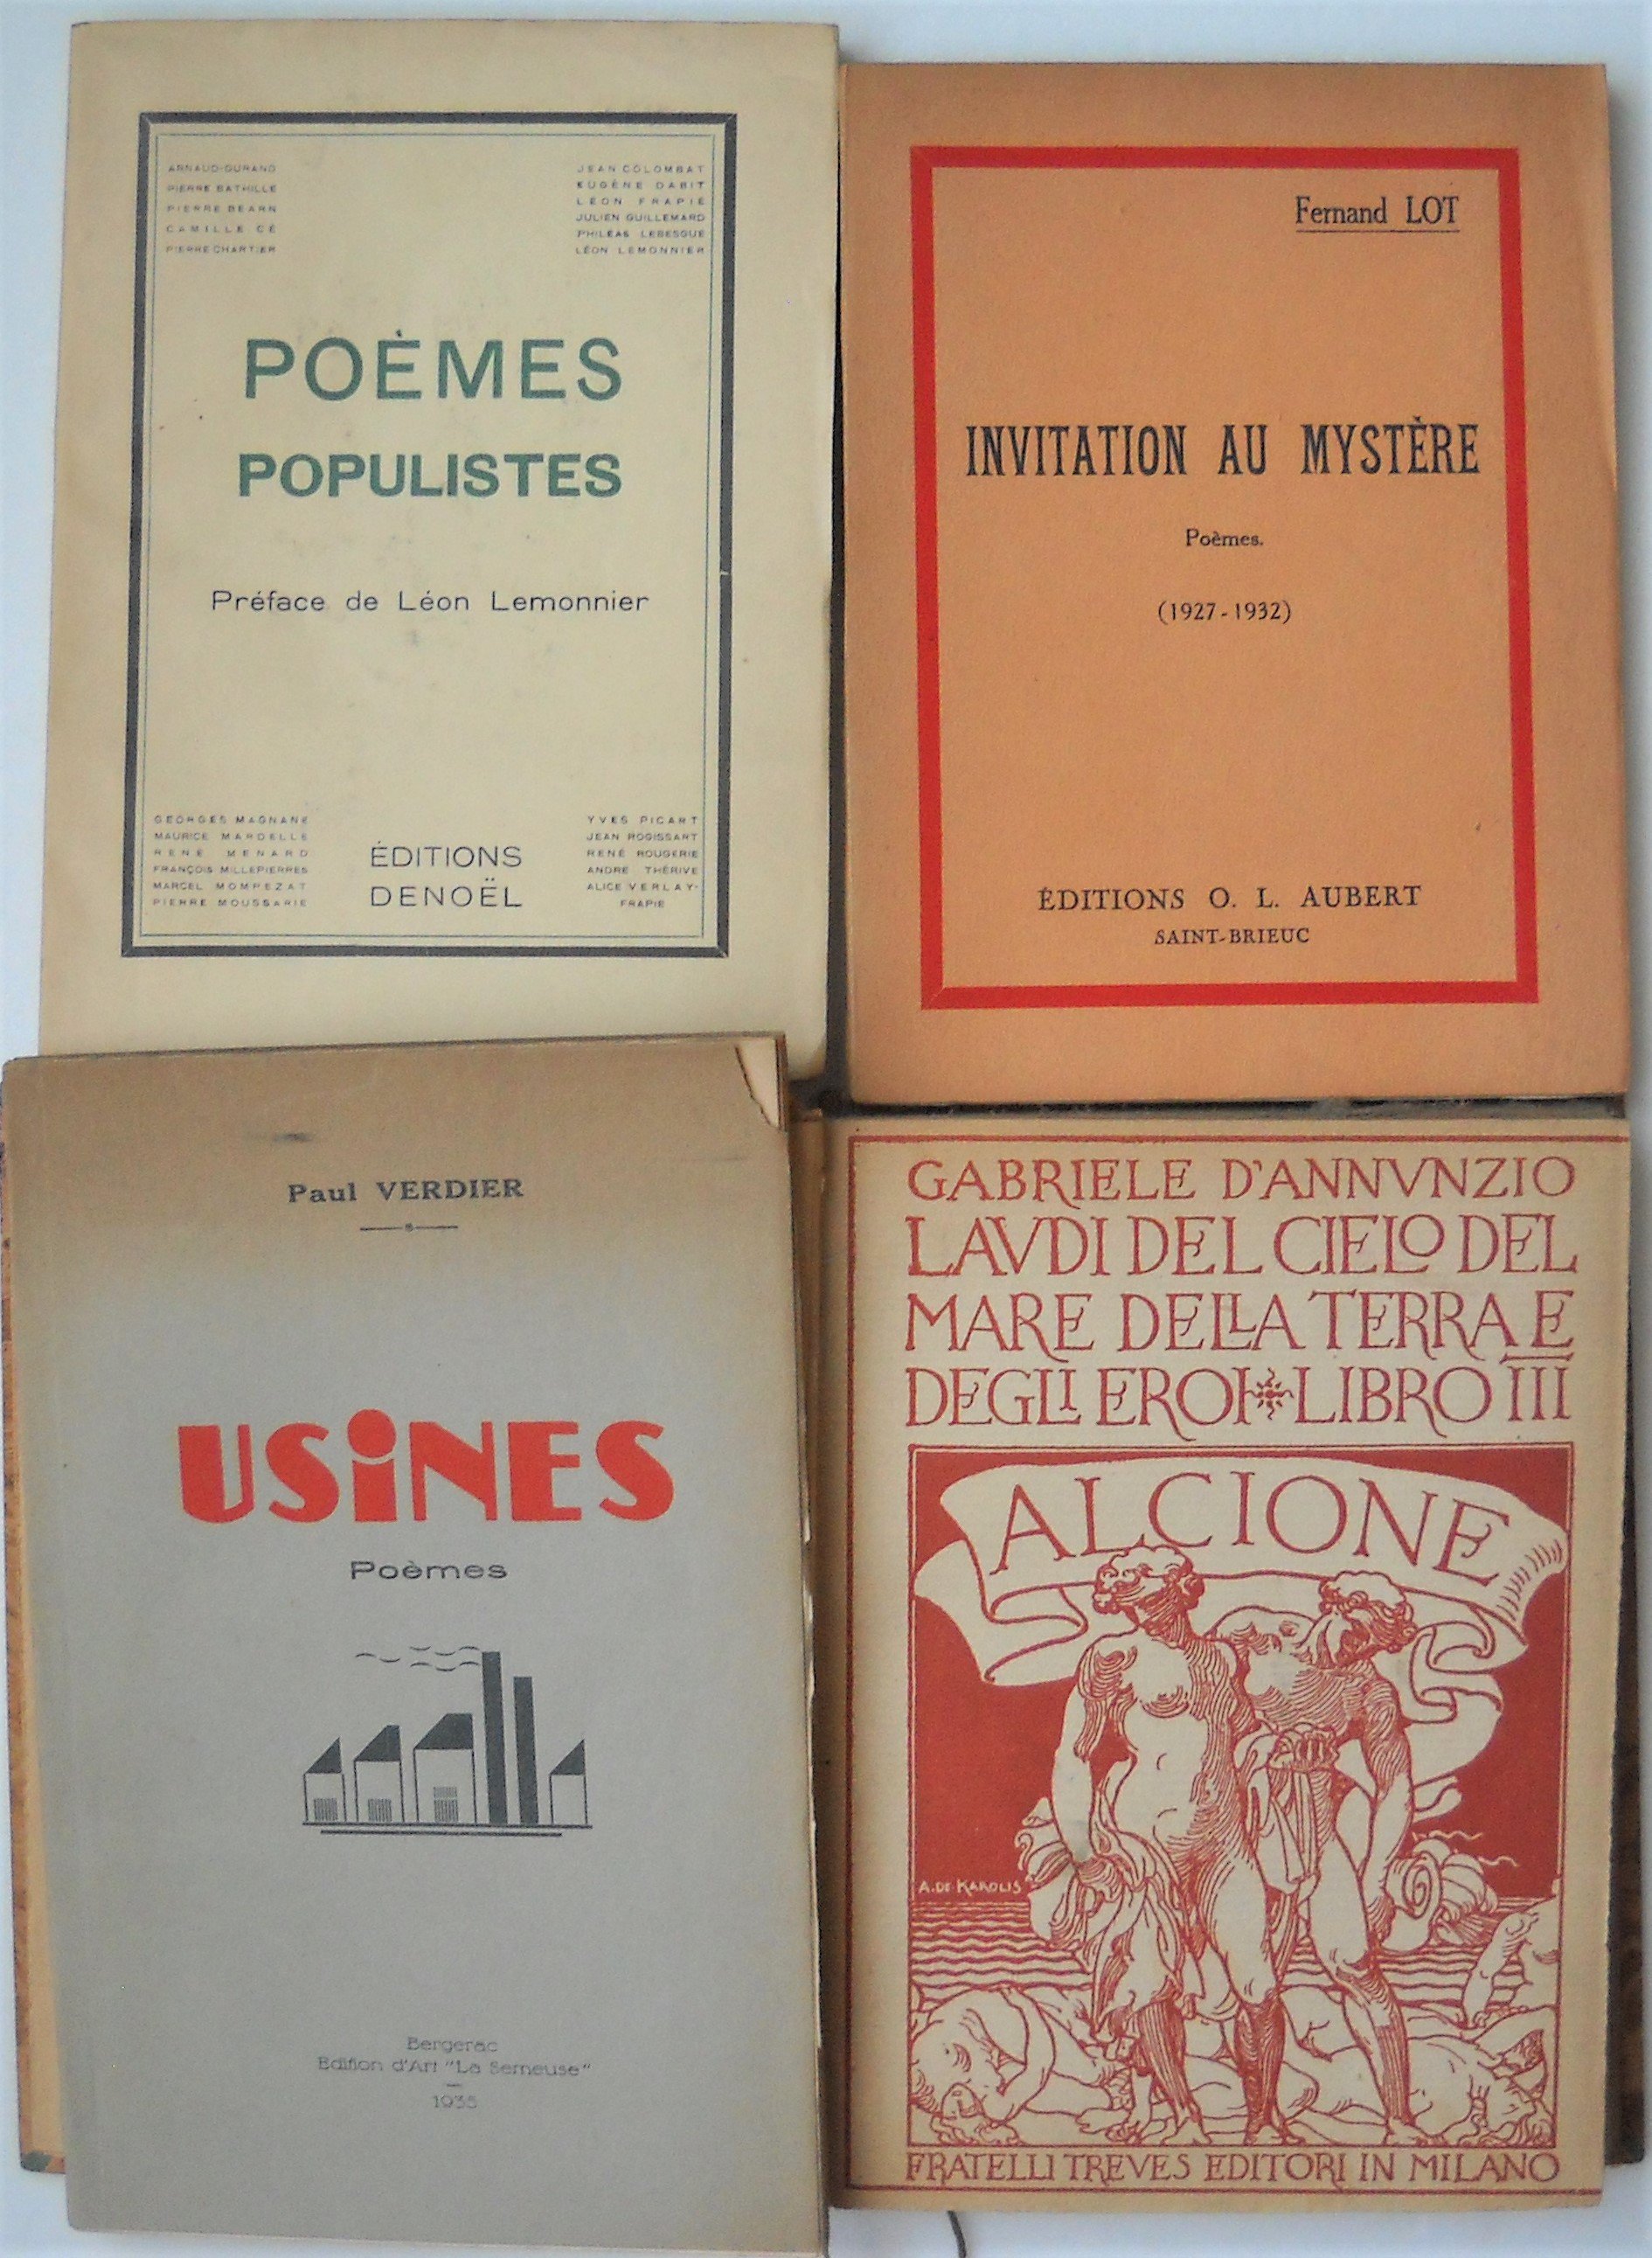 ARNAUD-DURAND
PIERRE BATHILLE
PIERRE BEARN
CAMILLE CÉ
PIERRE CHARTIER
JEAN COLOMBAT
EUGÈNE DABIT
LÉON FRAPIÉ
JULIEN GUILLEMARD
PHILÉAS LEBESGUE
LÉON LEMONNIER
POÈMES
POPULISTES
Préface de Léon Lemonnier
GEORGES MAGNANE
MAURICE MARDELLE
RENÉ MENARD
FRANÇOIS MILLEPIERRES
MARCEL MOMPEZAT
PIERRE MOUSSARIE
ÉDITIONS
DENOËL
YVES PICART
JEAN ROGISSART
RENÉ ROUGERIE
ANDRÉ THÉRIVE
ALICE VERLAY-
FRAPIÉ
Fernand LOT
INVITATION AU MYSTÈRE
Poèmes.
(1927-1932)
ÉDITIONS O. L. AUBERT
SAINT-BRIEUC
Paul VERDIER
USiNES
Poèmes
Bergerac
Edition d'Art "La Semeuse"
1935
GABRIELE D'ANNVNZIO
LAVDI DEL CIELO DEL
MARE DELLA TERRA E
DEGLI EROI LIBRO III
ALCIONE
A. DE KAROLIS
FRATELLI TREVES EDITORI IN MILANO